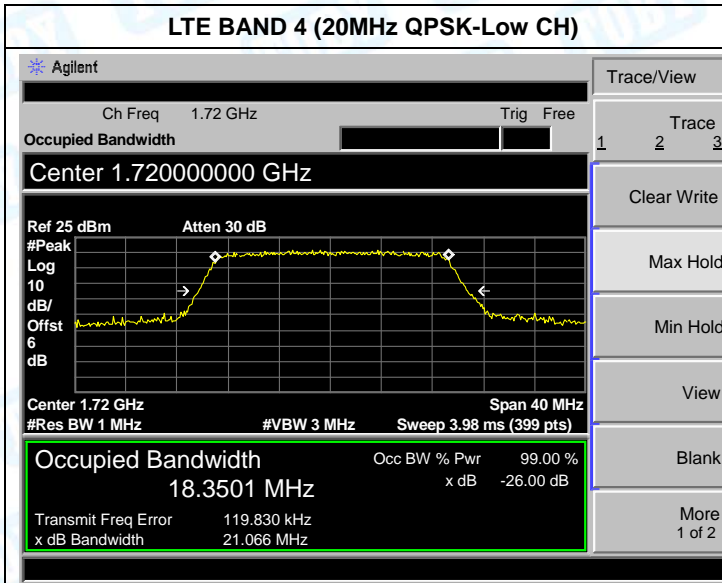 LTE BAND 4 (20MHz QPSK-Low CH)
Agilent
Ch Freq 1.72 GHz Trig Free
Occupied Bandwidth
Center 1.720000000 GHz
Ref 25 dBm Atten 30 dB
#Peak
Log
10
dB/
Offst
6
dB
Center 1.72 GHz Span 40 MHz
#Res BW 1 MHz #VBW 3 MHz Sweep 3.98 ms (399 pts)
Occupied Bandwidth Occ BW % Pwr 99.00 %
18.3501 MHz x dB -26.00 dB
Transmit Freq Error 119.830 kHz
x dB Bandwidth 21.066 MHz
Trace/View
Trace
1 2 3
Clear Write
Max Hold
Min Hold
View
Blank
More
1 of 2